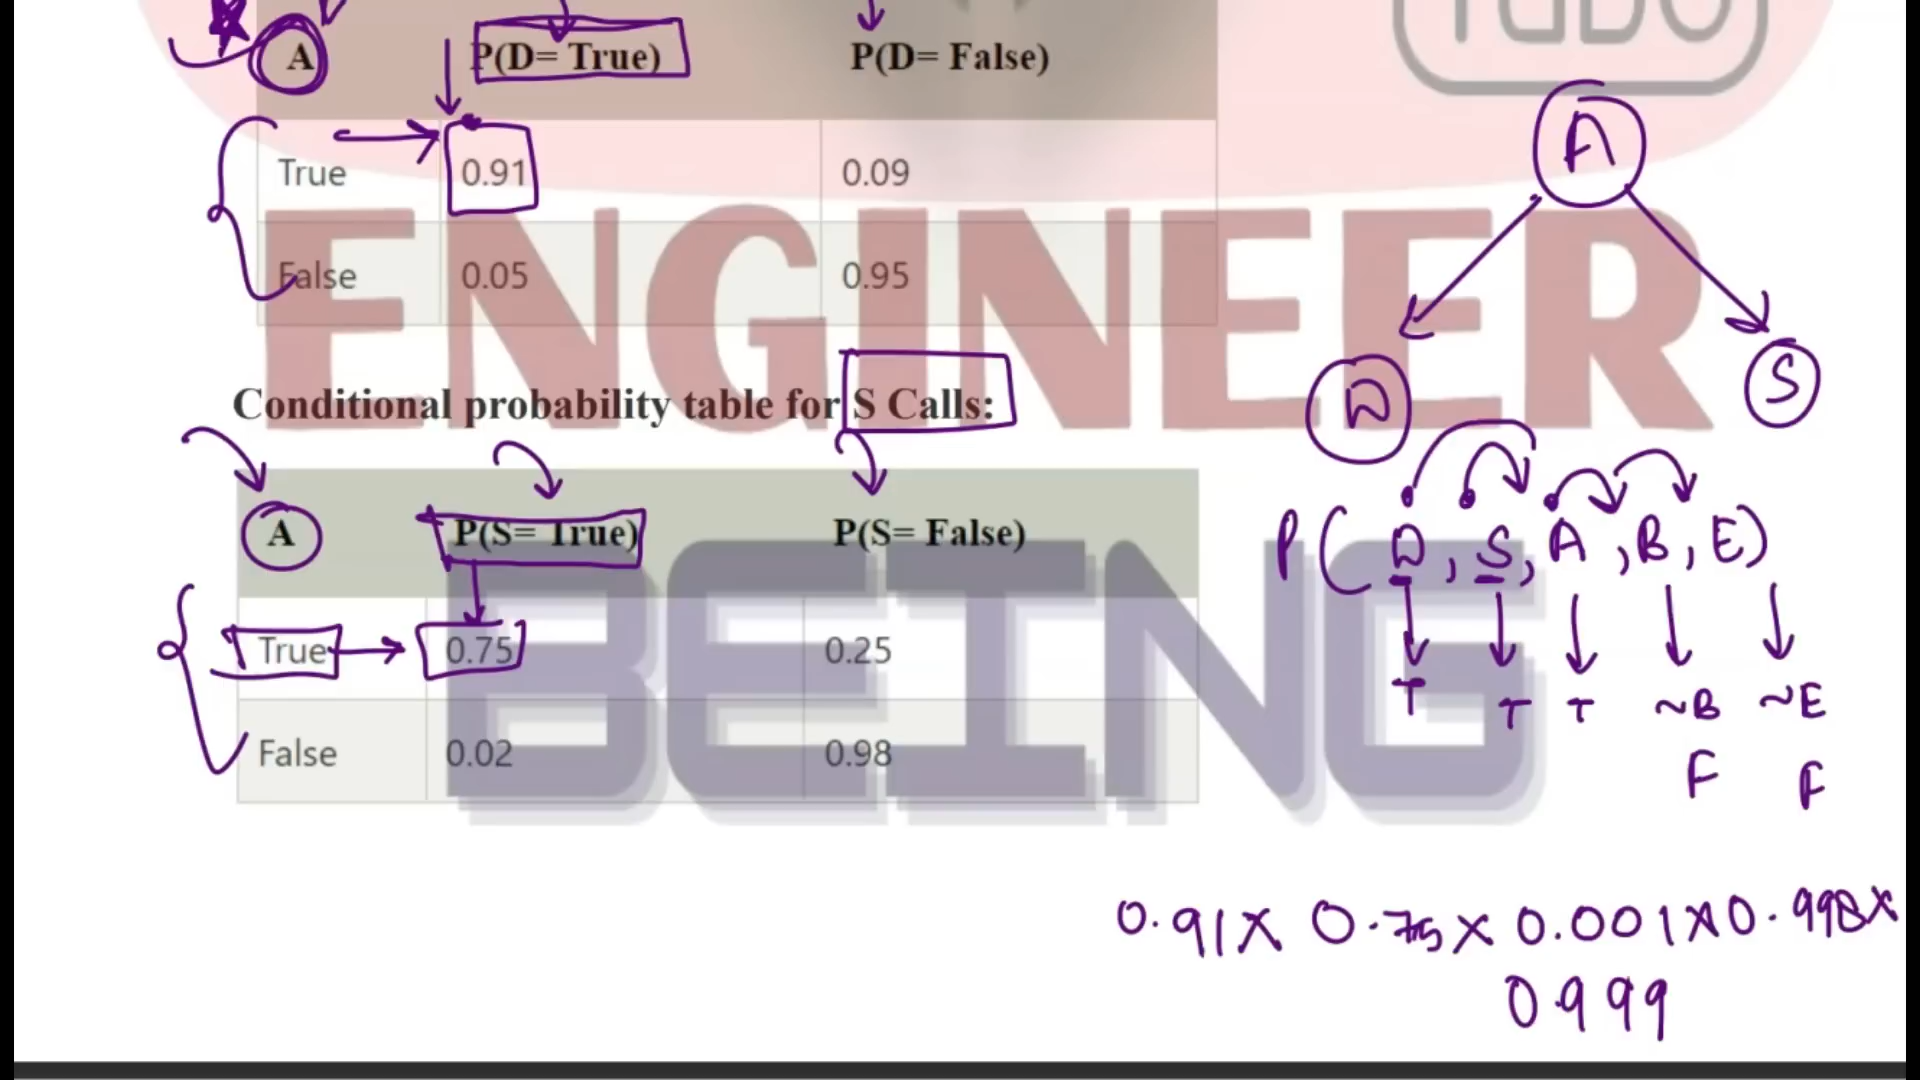 TUBO
A P(D= True) P(D= False)
A
True 0.91 0.09
ENGINEER
False 0.05 0.95
D S
Conditional probability table for S Calls:
A P(S= True) P(S= False)
P(D, S, A, B, E)
BEING
True 0.75 0.25
T T T ~B ~E
False 0.02 0.98
F F
0.91 X 0.75 X 0.001 X 0.998 X
0.999